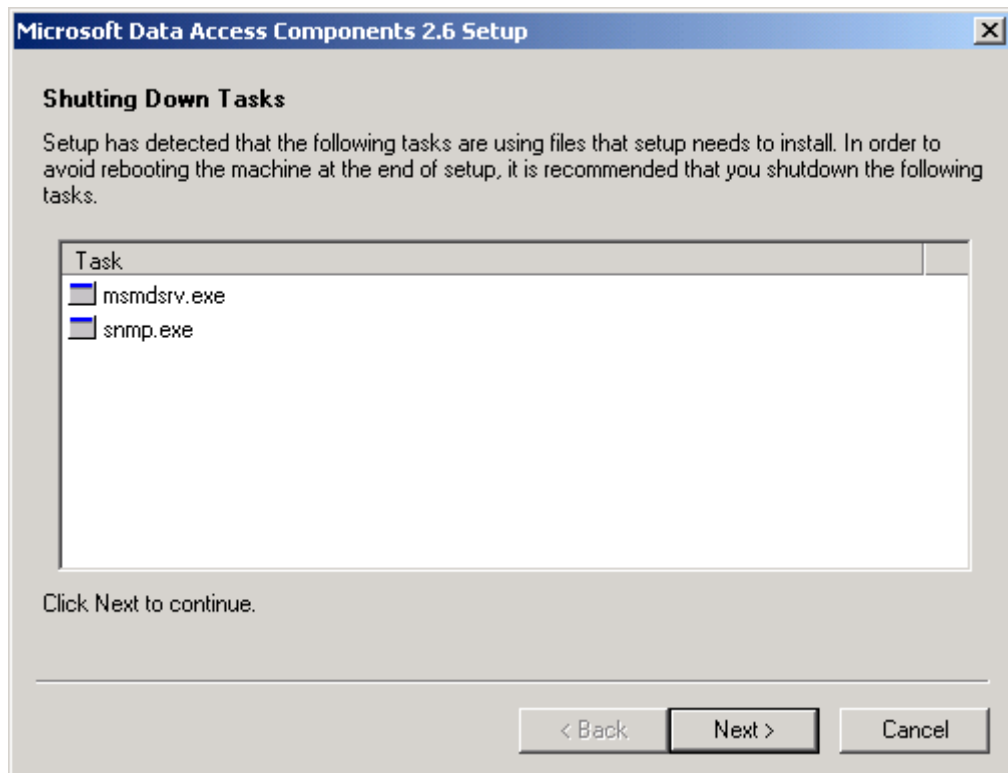 Microsoft Data Access Components 2.6 Setup
Shutting Down Tasks
Setup has detected that the following tasks are using files that setup needs to install. In order to
avoid rebooting the machine at the end of setup, it is recommended that you shutdown the following
tasks.
Task
msmdsrv.exe
snmp.exe
Click Next to continue.
< Back Next > Cancel